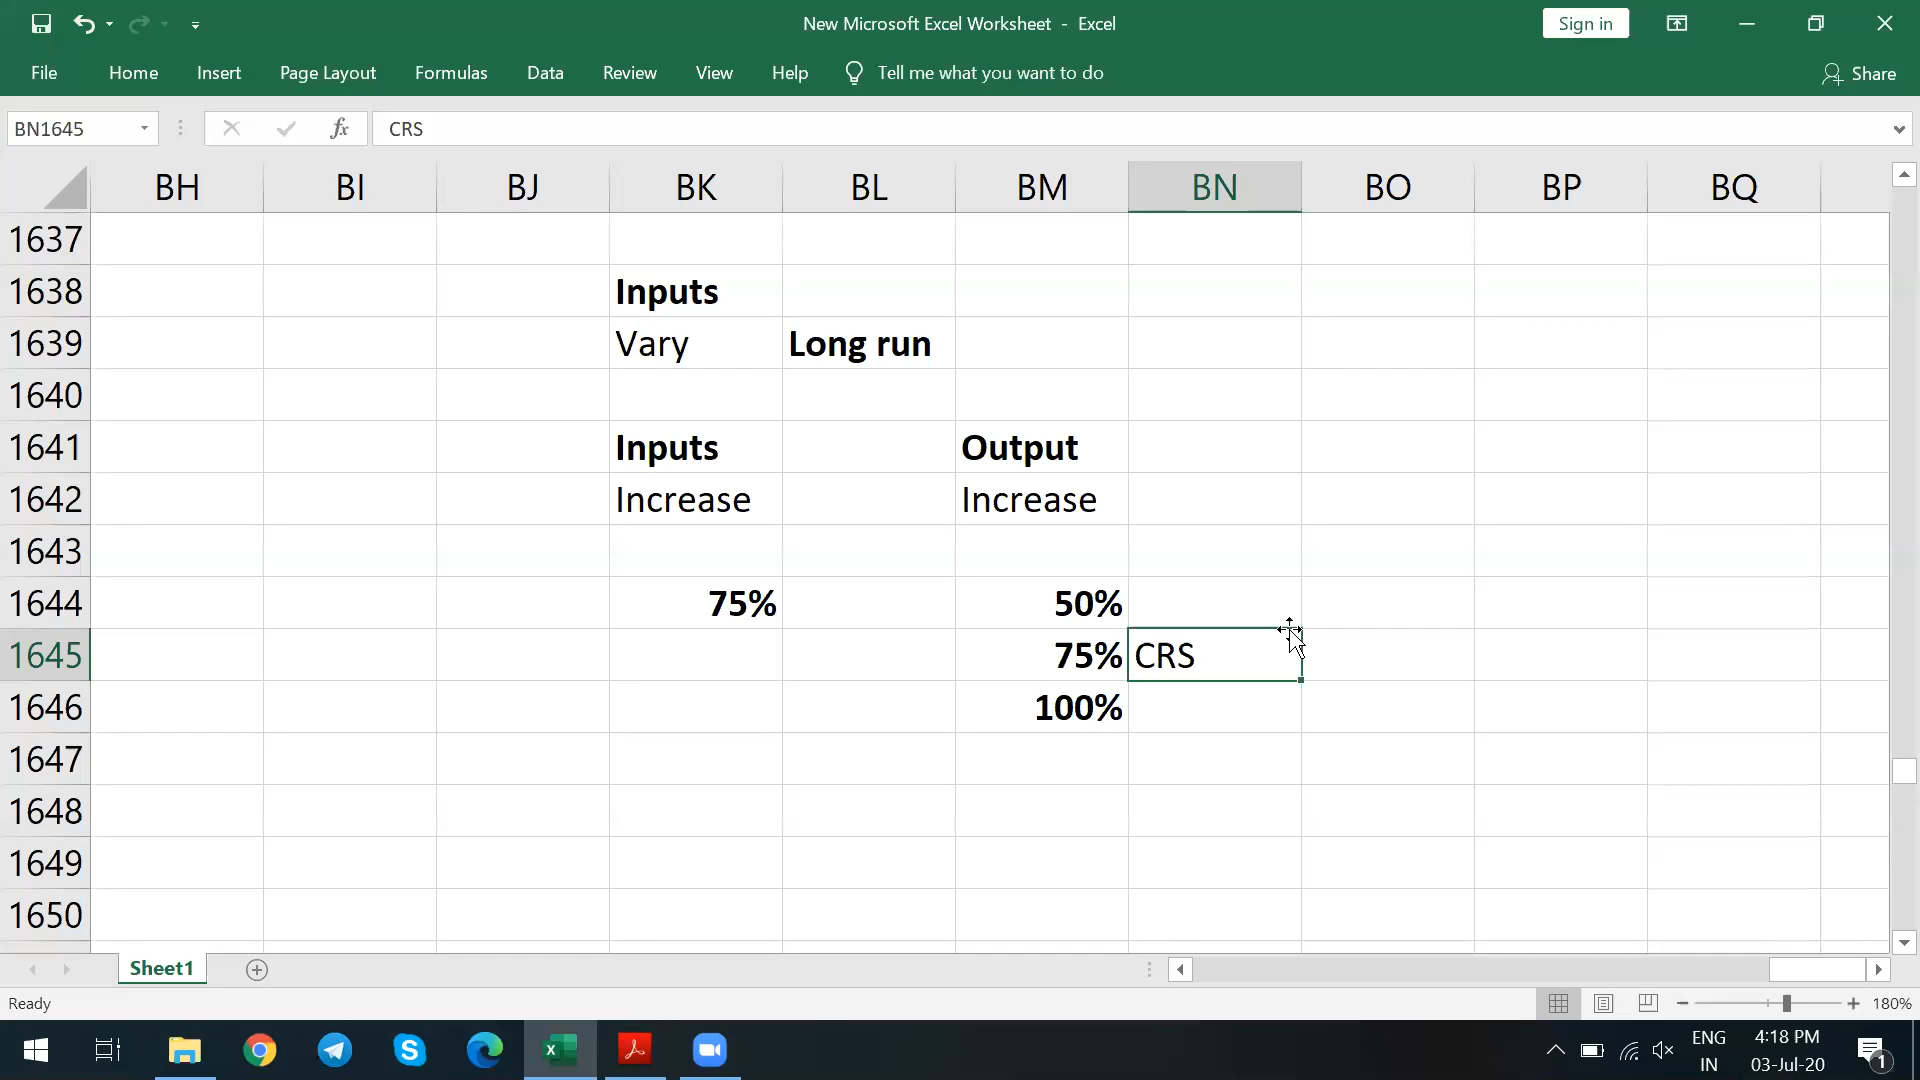 New Microsoft Excel Worksheet - Excel
Sign in
File Home Insert Page Layout Formulas Data Review View Help Tell me what you want to do Share
BN1645 fx CRS
BH BI BJ BK BL BM BN BO BP BQ
1637
1638 Inputs
1639 Vary Long run
1640
1641 Inputs Output
1642 Increase Increase
1643
1644 75% 50%
1645 75% CRS
1646 100%
1647
1648
1649
1650
Sheet1
Ready 180%
ENG 4:18 PM
IN 03-Jul-20 1